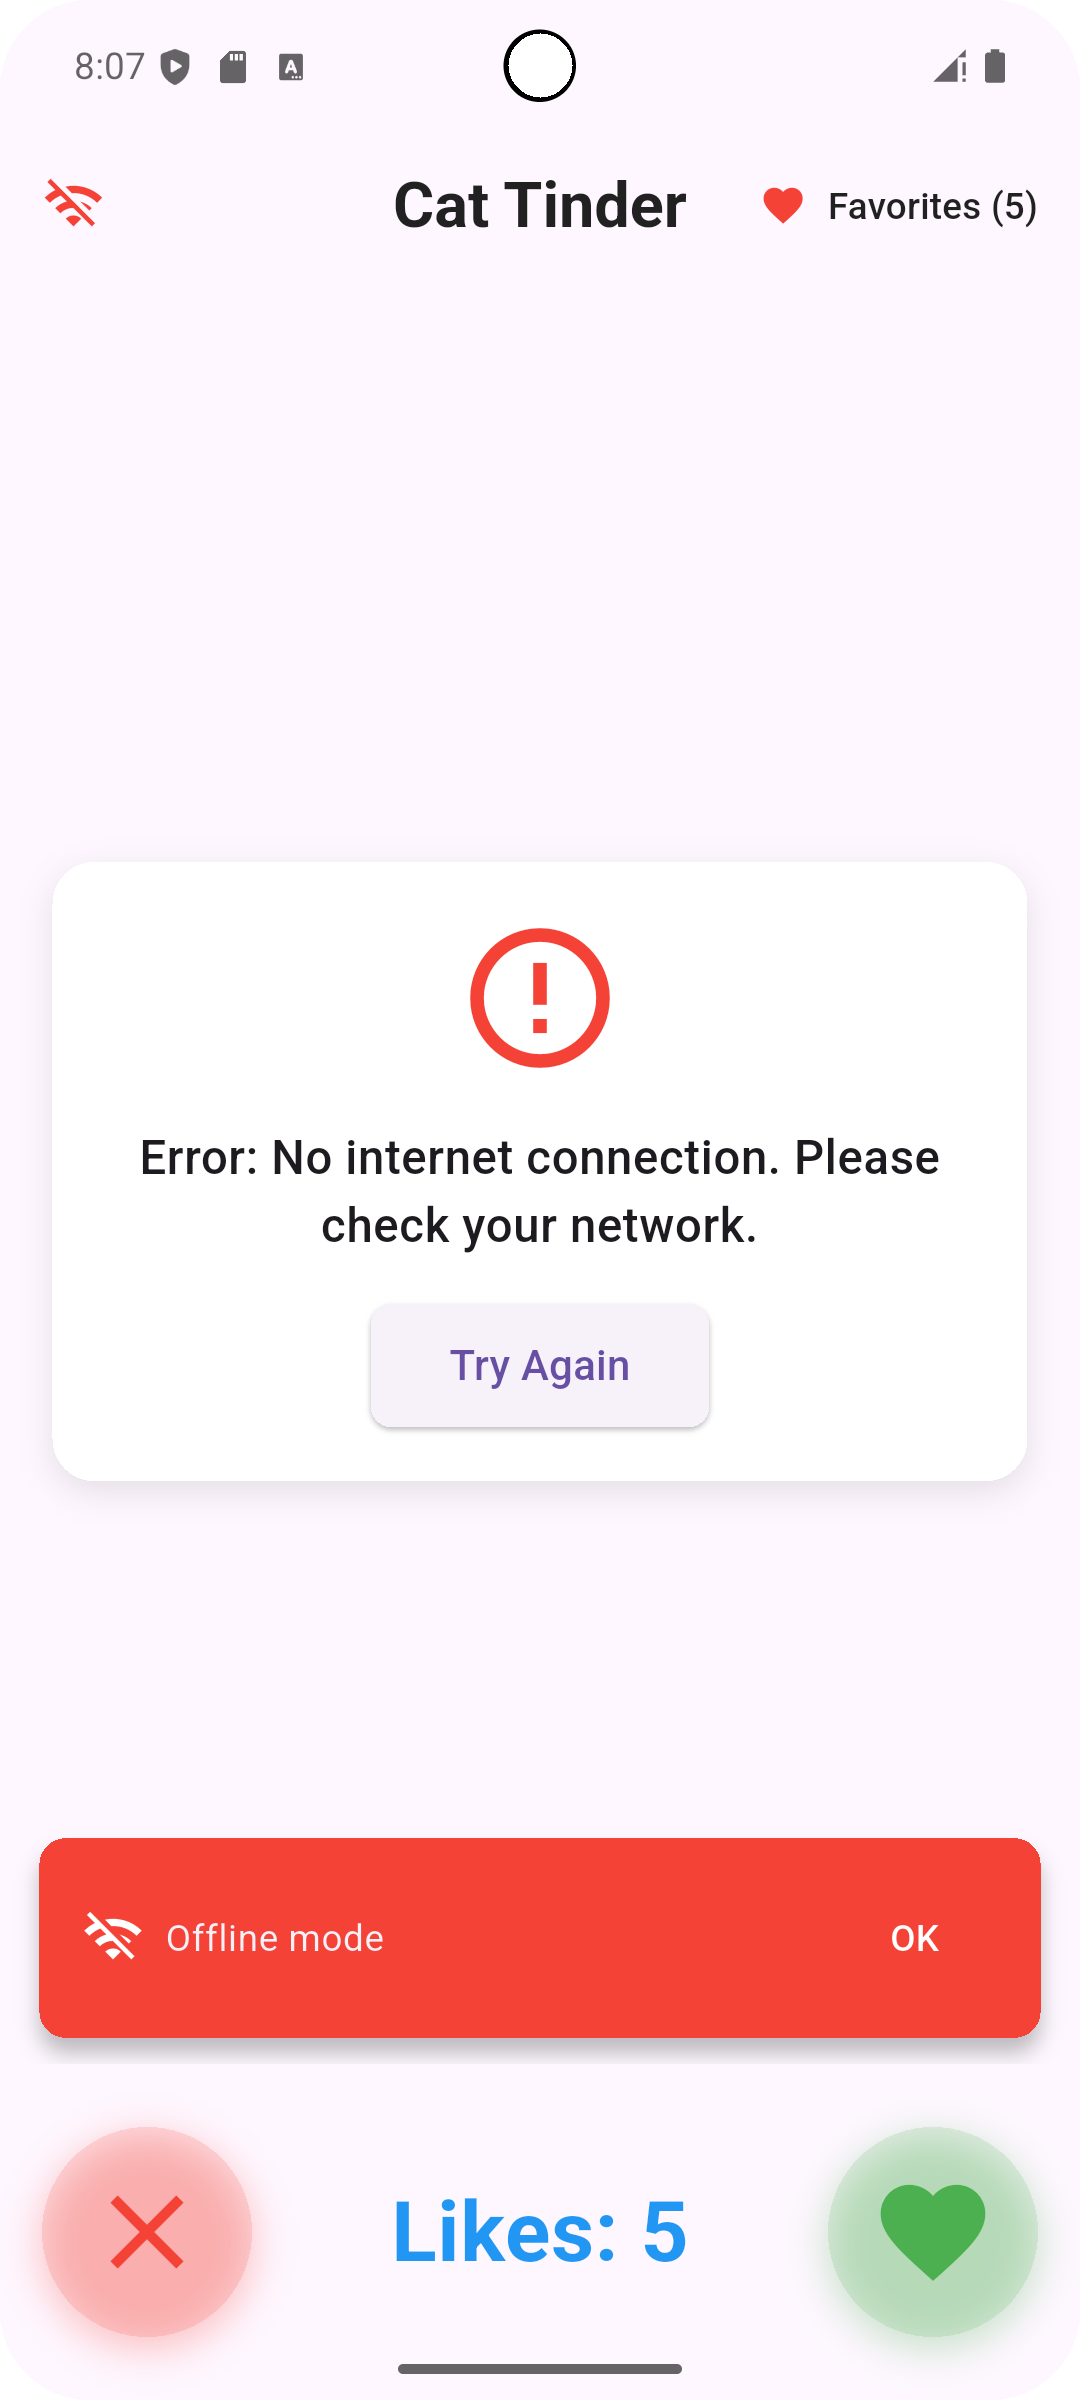 8:07
Cat Tinder
Favorites (5)
Error: No internet connection. Please
check your network.
Try Again
Offline mode
OK
Likes: 5